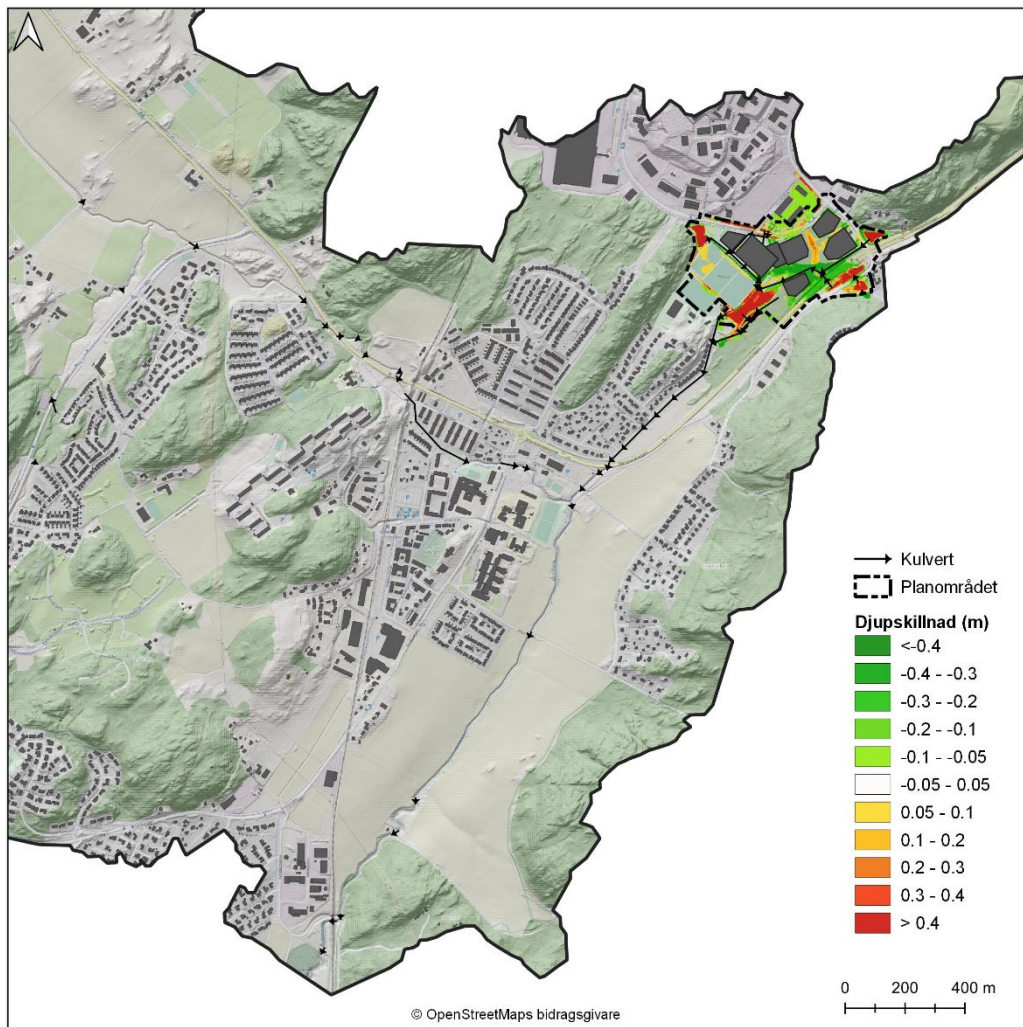 Kulvert
Planområdet
Djupskillnad (m)
<-0.4
-0.4 - -0.3
-0.3 - -0.2
-0.2 - -0.1
-0.1 - -0.05
-0.05 - 0.05
0.05 - 0.1
0.1 - 0.2
0.2 - 0.3
0.3 - 0.4
> 0.4
0 200 400 m
© OpenStreetMaps bidragsgivare